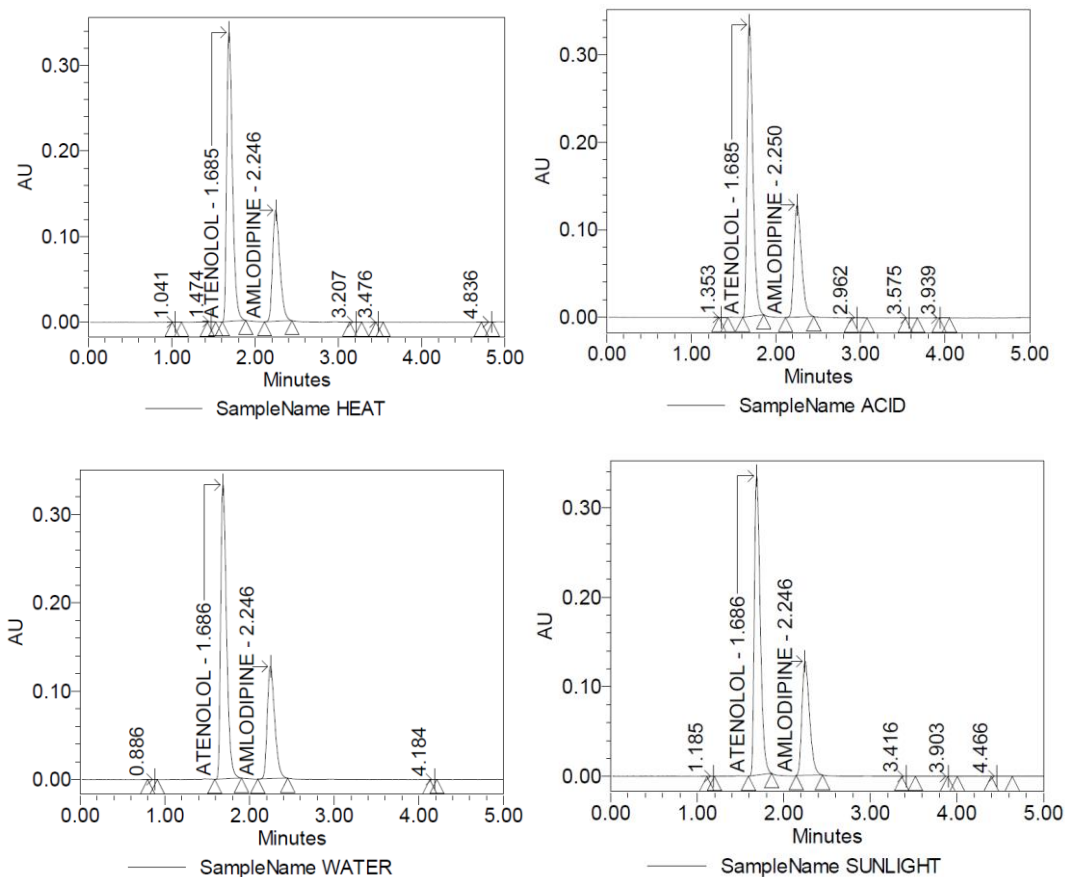 AU
0.30
0.20
0.10
0.00
1.041
1.474
ATENOLOL - 1.685
AMLODIPINE - 2.246
3.207
3.476
4.836
0.00 1.00 2.00 3.00 4.00 5.00
Minutes
SampleName HEAT
AU
0.30
0.20
0.10
0.00
1.353
ATENOLOL - 1.685
AMLODIPINE - 2.250
2.962
3.575
3.939
0.00 1.00 2.00 3.00 4.00 5.00
Minutes
SampleName ACID
AU
0.30
0.20
0.10
0.00
0.886
ATENOLOL - 1.686
AMLODIPINE - 2.246
4.184
0.00 1.00 2.00 3.00 4.00 5.00
Minutes
SampleName WATER
AU
0.30
0.20
0.10
0.00
1.185
ATENOLOL - 1.686
AMLODIPINE - 2.246
3.416
3.903
4.466
0.00 1.00 2.00 3.00 4.00 5.00
Minutes
SampleName SUNLIGHT